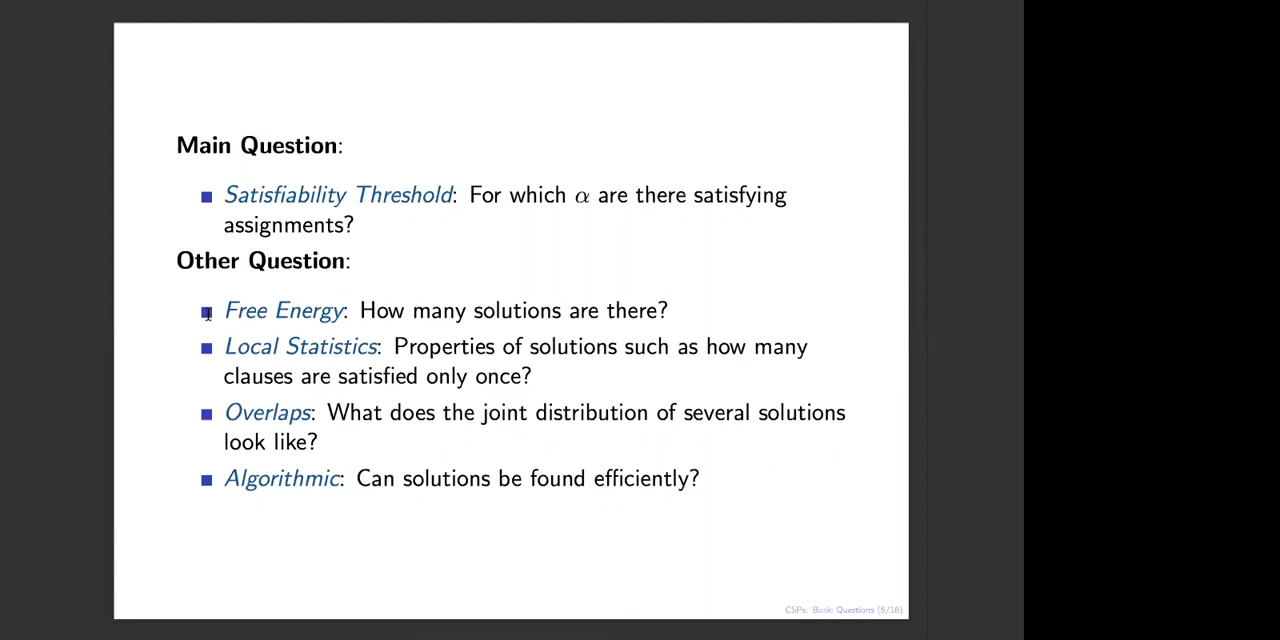 Main Question:
Satisfiability Threshold: For which α are there satisfying
assignments?
Other Question:
Free Energy: How many solutions are there?
Local Statistics: Properties of solutions such as how many
clauses are satisfied only once?
Overlaps: What does the joint distribution of several solutions
look like?
Algorithmic: Can solutions be found efficiently?
CSPs: Basic Questions (5/18)